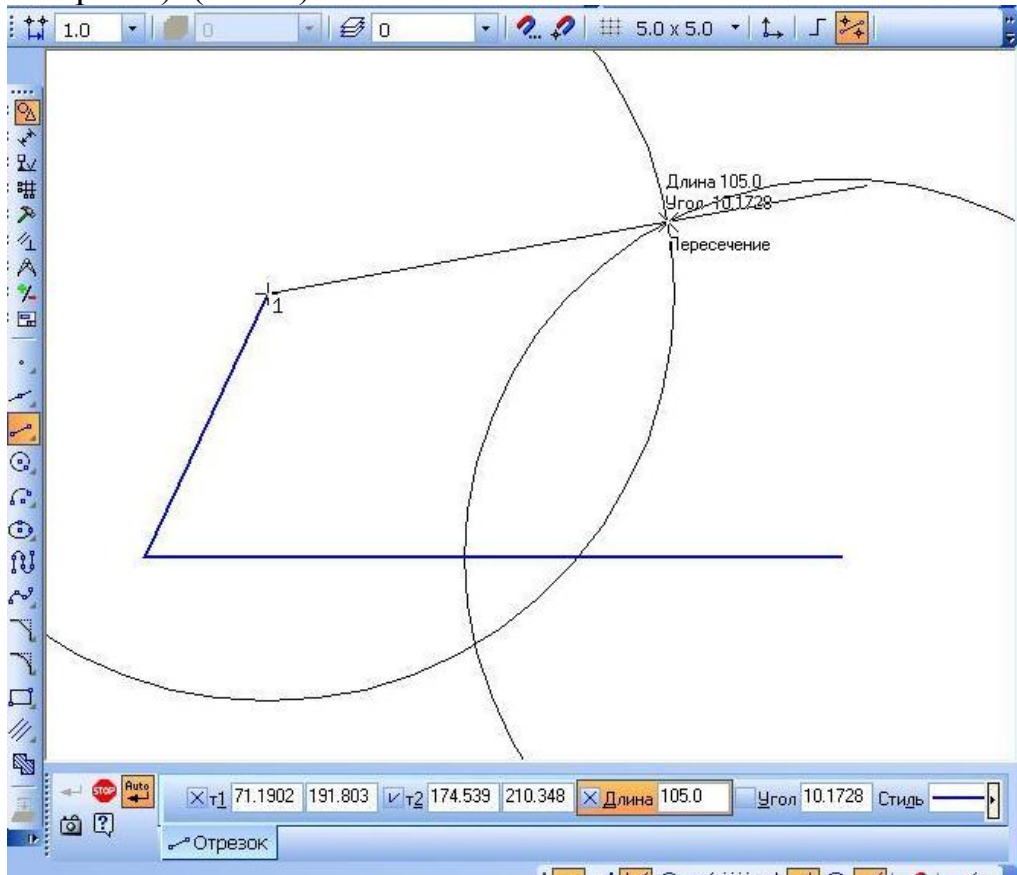 1.0 0 0 5.0 x 5.0
Длина 105.0
Угол 10.1728
Пересечение
1
STOP Auto т1 71.1902 191.803 т2 174.539 210.348 Длина 105.0 Угол 10.1728 Стиль
Отрезок